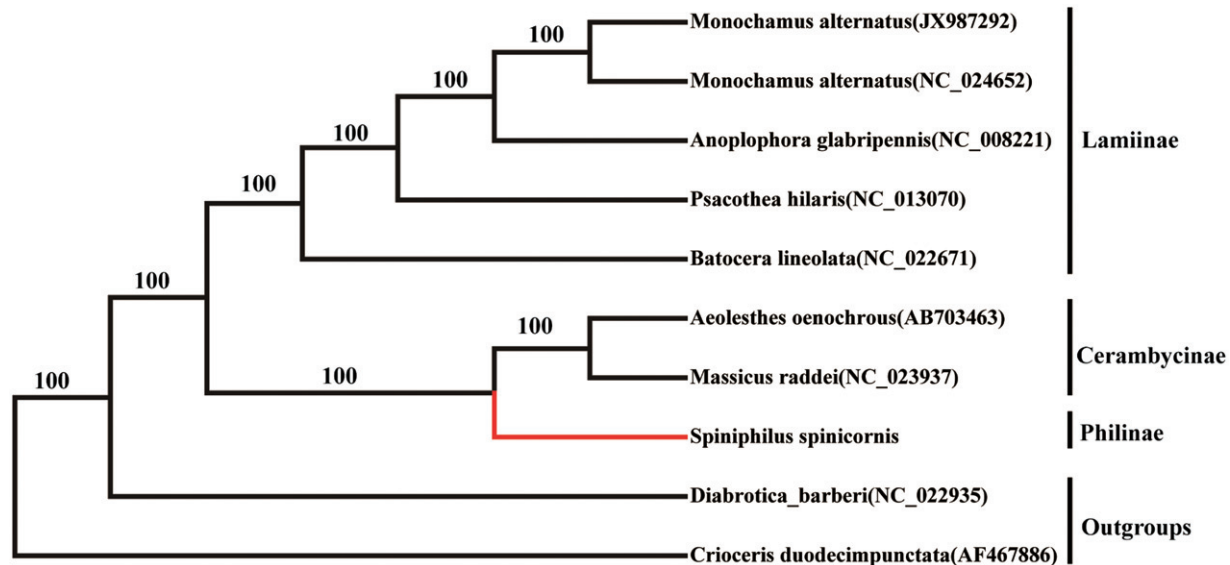 Monochamus alternatus(JX987292)
100
Monochamus alternatus(NC_024652)
100
Anoplophora glabripennis(NC_008221)
Lamiinae
100
Psacothea hilaris(NC_013070)
100
Batocera lineolata(NC_022671)
100
Aeolesthes oenochrous(AB703463)
100
Cerambycinae
Massicus raddei(NC_023937)
100
100
Spiniphilus spinicornis
Philinae
Diabrotica_barberi(NC_022935)
Outgroups
Crioceris duodecimpunctata(AF467886)